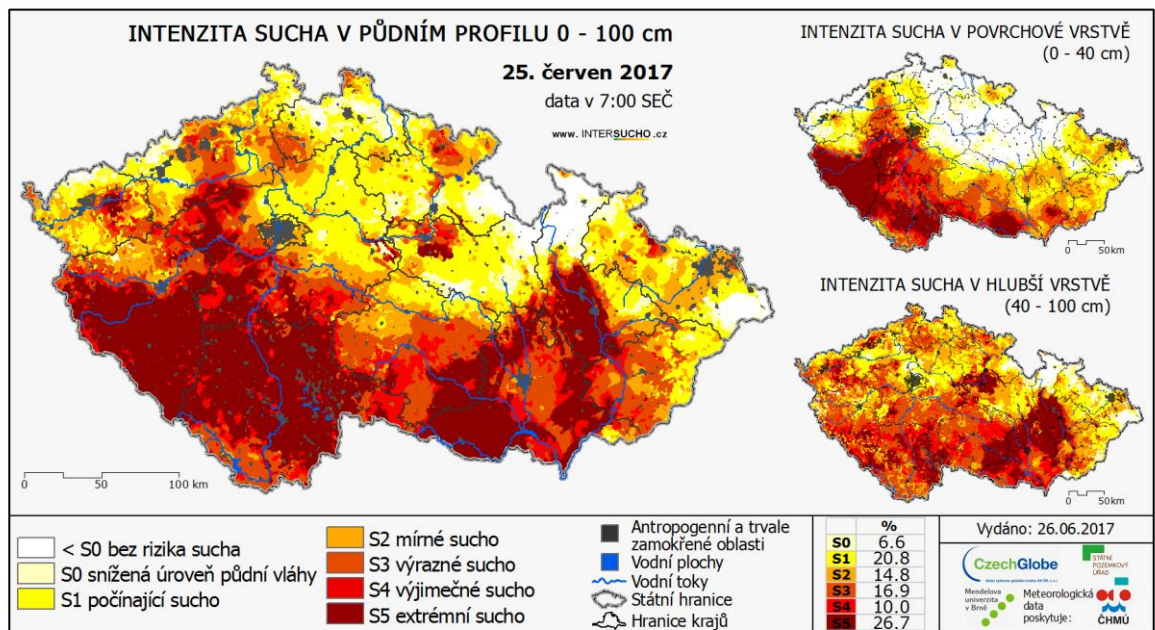 INTENZITA SUCHA V PŮDNÍM PROFILU 0 - 100 cm
25. červen 2017
data v 7:00 SEČ
www. INTERSUCHO .cz
0 50 100 km
INTENZITA SUCHA V POVRCHOVÉ VRSTVĚ
(0 - 40 cm)
0 50km
INTENZITA SUCHA V HLUBŠÍ VRSTVĚ
(40 - 100 cm)
0 50km
< S0 bez rizika sucha
S0 snížená úroveň půdní vláhy
S1 počínající sucho
S2 mírné sucho
S3 výrazné sucho
S4 výjimečné sucho
S5 extrémní sucho
Antropogenní a trvale
zamokřené oblasti
Vodní plochy
Vodní toky
Státní hranice
Hranice krajů
%
S0 6.6
S1 20.8
S2 14.8
S3 16.9
S4 10.0
S5 26.7
Vydáno: 26.06.2017
CzechGlobe
STÁTNÍ
POZEMKOVÝ
ÚŘAD
Mendelova
univerzita
v Brně
Meteorologická
data
poskytuje:
ČHMÚ